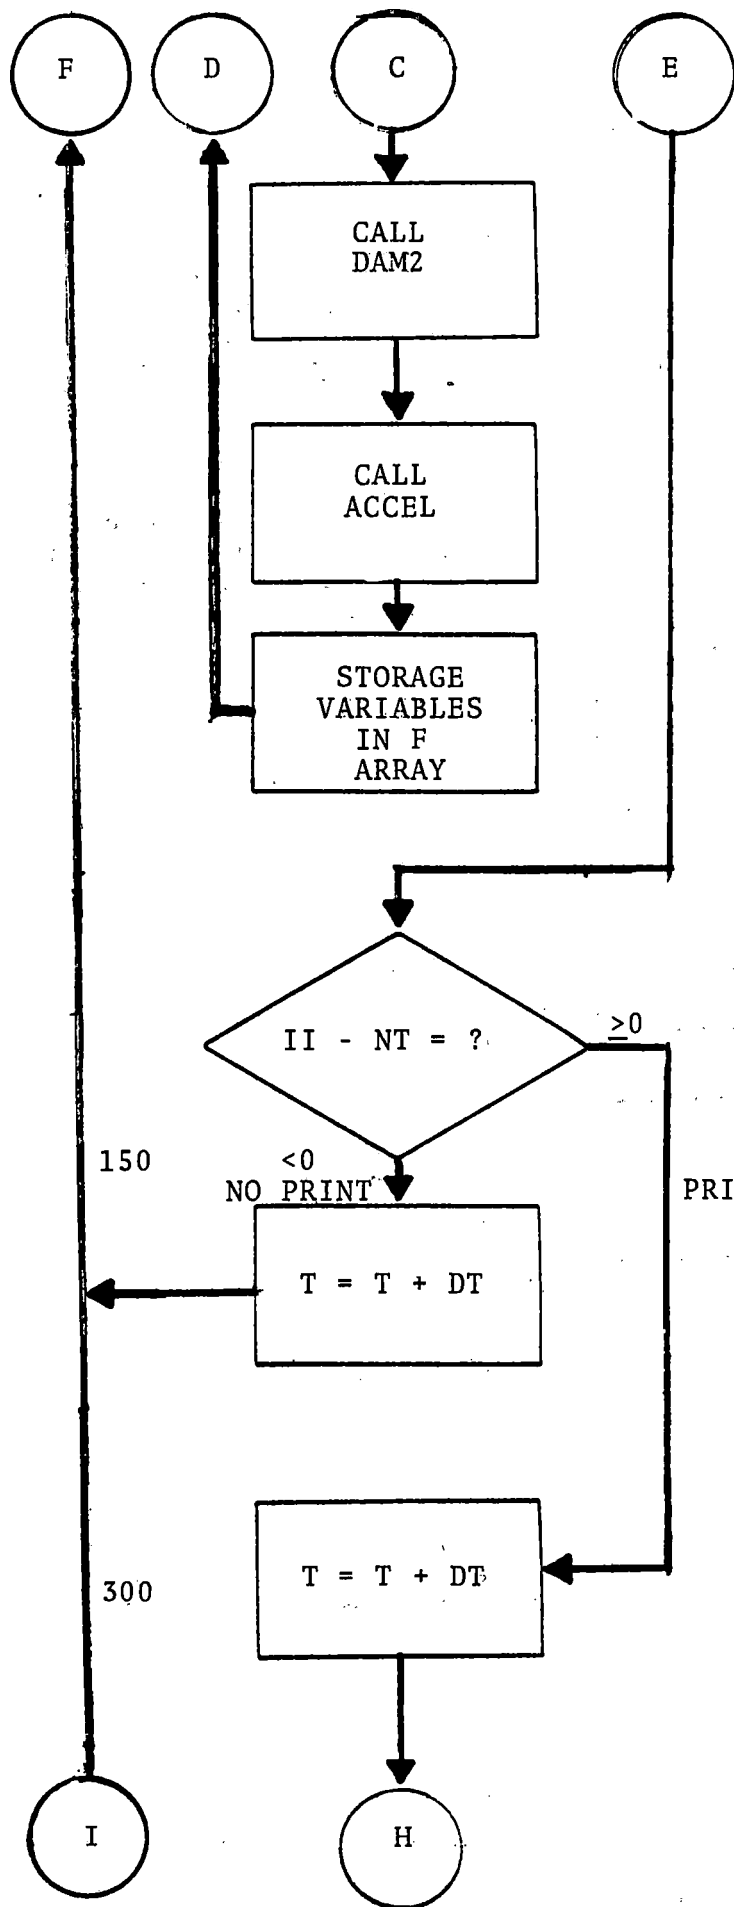 F D C E
CALL
DAM2
CALL
ACCEL
STORAGE
VARIABLES
IN F
ARRAY
II - NT = ?
≥0
150
<0
NO PRINT
PRI
T = T + DT
T = T + DT
300
I
H